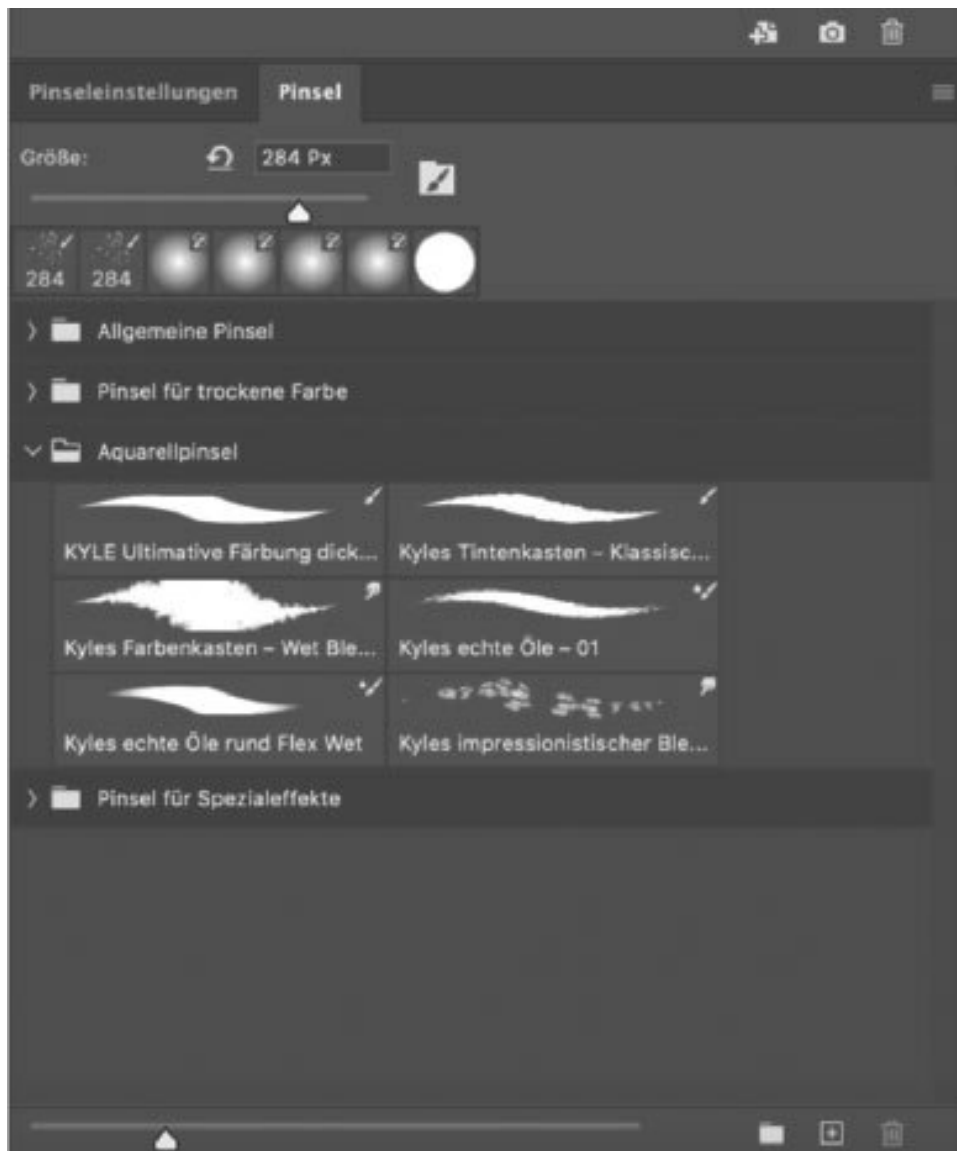 Pinseleinstellungen Pinsel
Größe: 284 Px
284 284
Allgemeine Pinsel
Pinsel für trockene Farbe
Aquarellpinsel
KYLE Ultimative Färbung dick... Kyles Tintenkasten – Klassisc...
Kyles Farbenkasten – Wet Ble... Kyles echte Öle – 01
Kyles echte Öle rund Flex Wet Kyles impressionistischer Ble...
Pinsel für Spezialeffekte